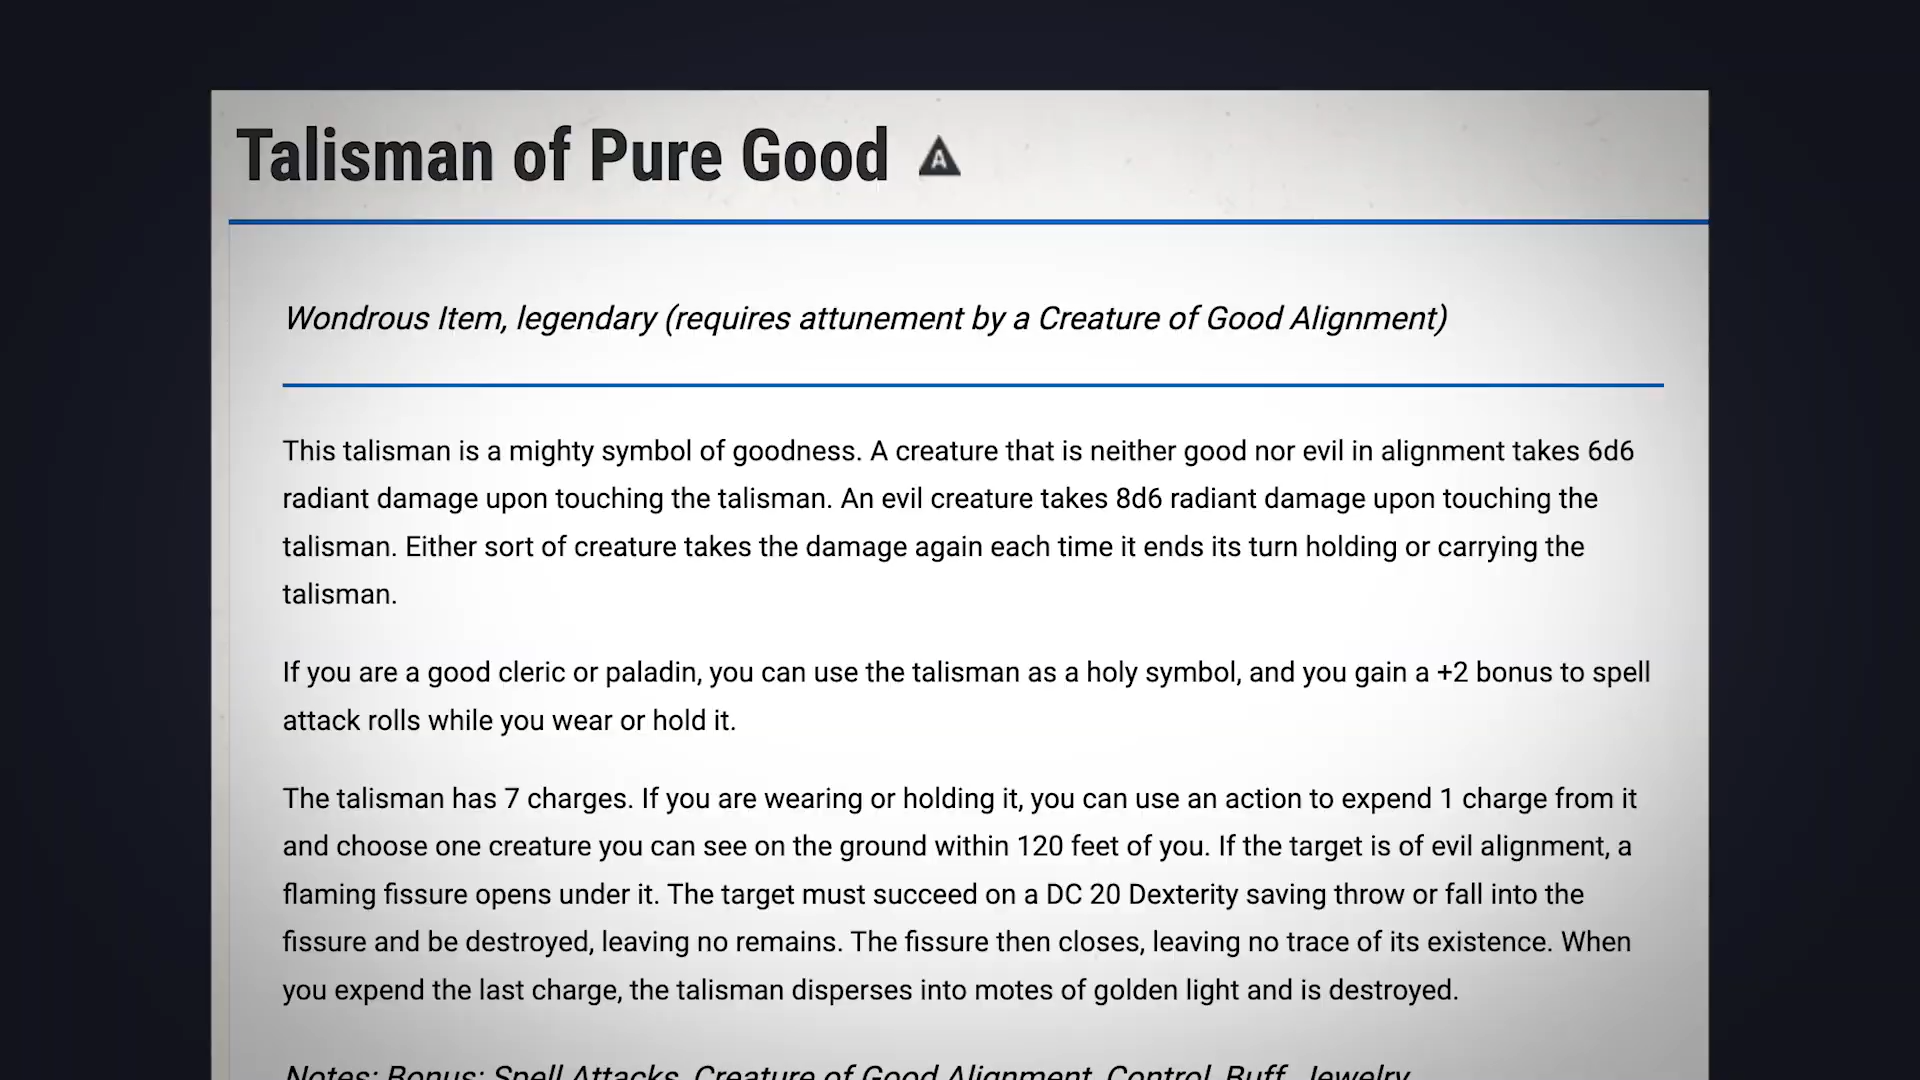 Talisman of Pure Good A
Wondrous Item, legendary (requires attunement by a Creature of Good Alignment)
This talisman is a mighty symbol of goodness. A creature that is neither good nor evil in alignment takes 6d6
radiant damage upon touching the talisman. An evil creature takes 8d6 radiant damage upon touching the
talisman. Either sort of creature takes the damage again each time it ends its turn holding or carrying the
talisman.
If you are a good cleric or paladin, you can use the talisman as a holy symbol, and you gain a +2 bonus to spell
attack rolls while you wear or hold it.
The talisman has 7 charges. If you are wearing or holding it, you can use an action to expend 1 charge from it
and choose one creature you can see on the ground within 120 feet of you. If the target is of evil alignment, a
flaming fissure opens under it. The target must succeed on a DC 20 Dexterity saving throw or fall into the
fissure and be destroyed, leaving no remains. The fissure then closes, leaving no trace of its existence. When
you expend the last charge, the talisman disperses into motes of golden light and is destroyed.
Notes: Bonus: Spell Attacks, Creature of Good Alignment, Control, Buff, Jewelry